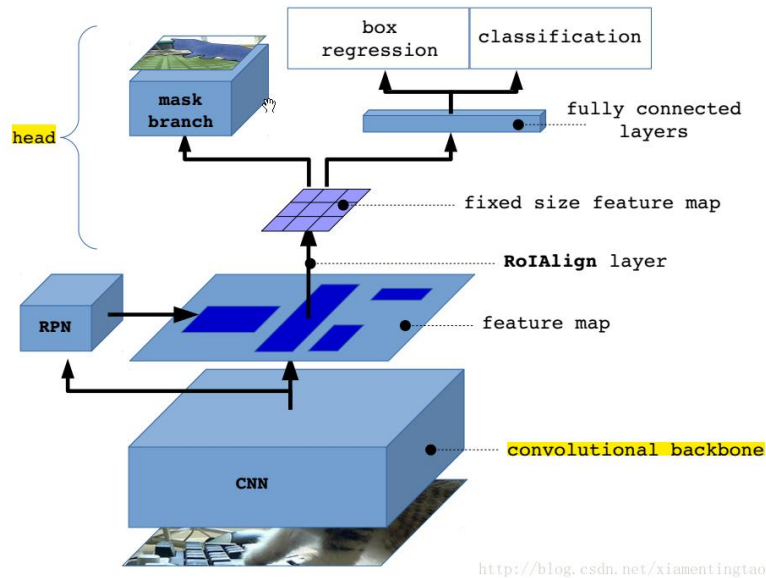 box
regression
classification
mask
branch
fully connected
layers
head
fixed size feature map
RoIAlign layer
RPN
feature map
convolutional backbone
CNN
http://blog.csdn.net/xiamentingtao